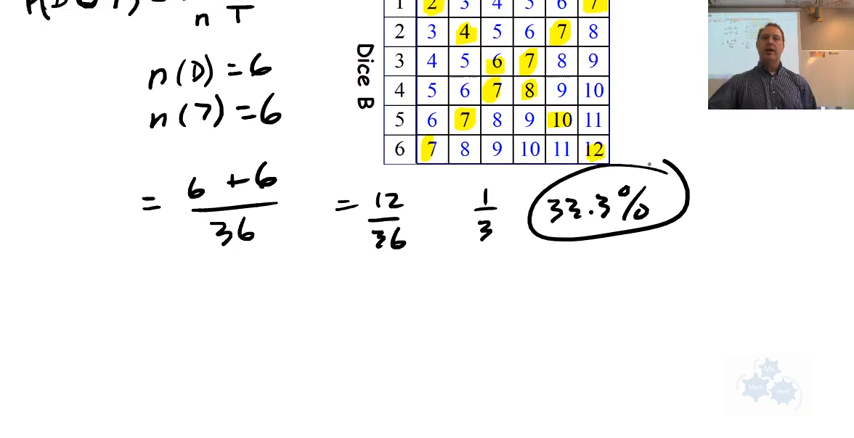 n T
1 2 3 4 5 6 7
2 3 4 5 6 7 8
3 4 5 6 7 8 9
4 5 6 7 8 9 10
5 6 7 8 9 10 11
6 7 8 9 10 11 12
Dice B
n(D) = 6
n(7) = 6
= 6 + 6 / 36 = 12 / 36 1 / 3 33.3%